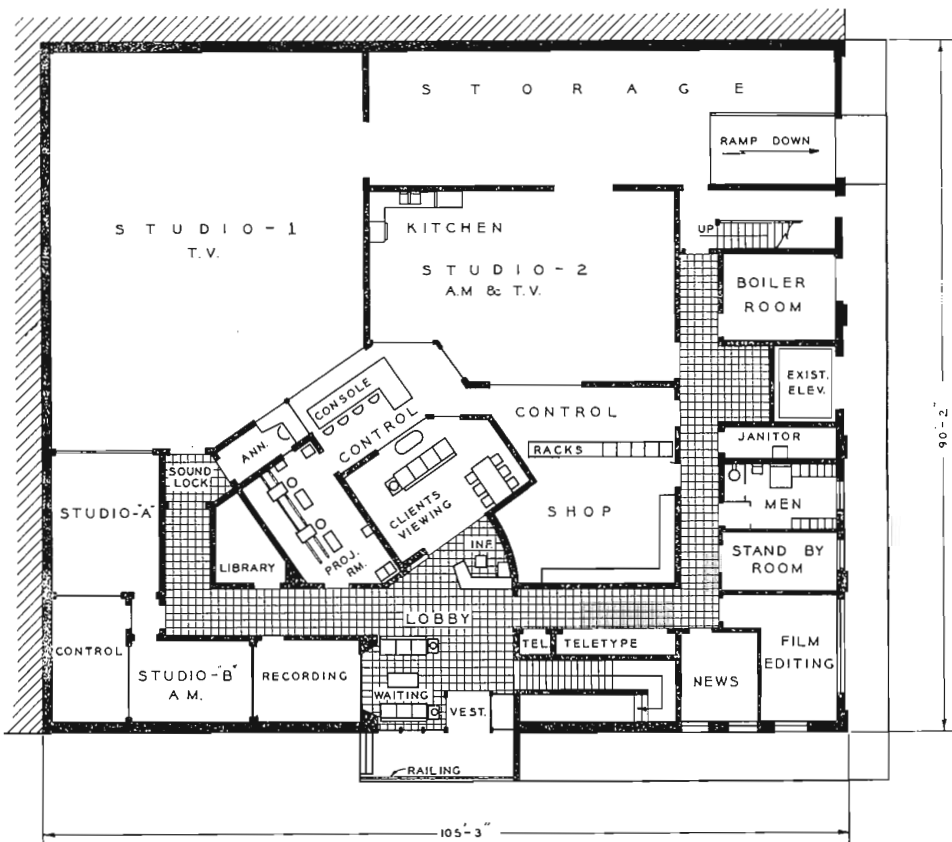 STORAGE
RAMP DOWN
STUDIO-1
T.V.
KITCHEN
STUDIO-2
A.M & T.V.
UP
BOILER
ROOM
EXIST.
ELEV.
CONSOLE
CONTROL
CONTROL
ANN.
RACKS
JANITOR
SOUND
LOCK
CLIENTS
VIEWING
MEN
STUDIO-"A"
SHOP
PROJ.
RM.
INF.
STAND BY
ROOM
LIBRARY
LOBBY
CONTROL
STUDIO-"B"
A M.
RECORDING
TEL
TELETYPE
FILM
EDITING
NEWS
WAITING
VEST.
RAILING
90'-2"
105'-3"